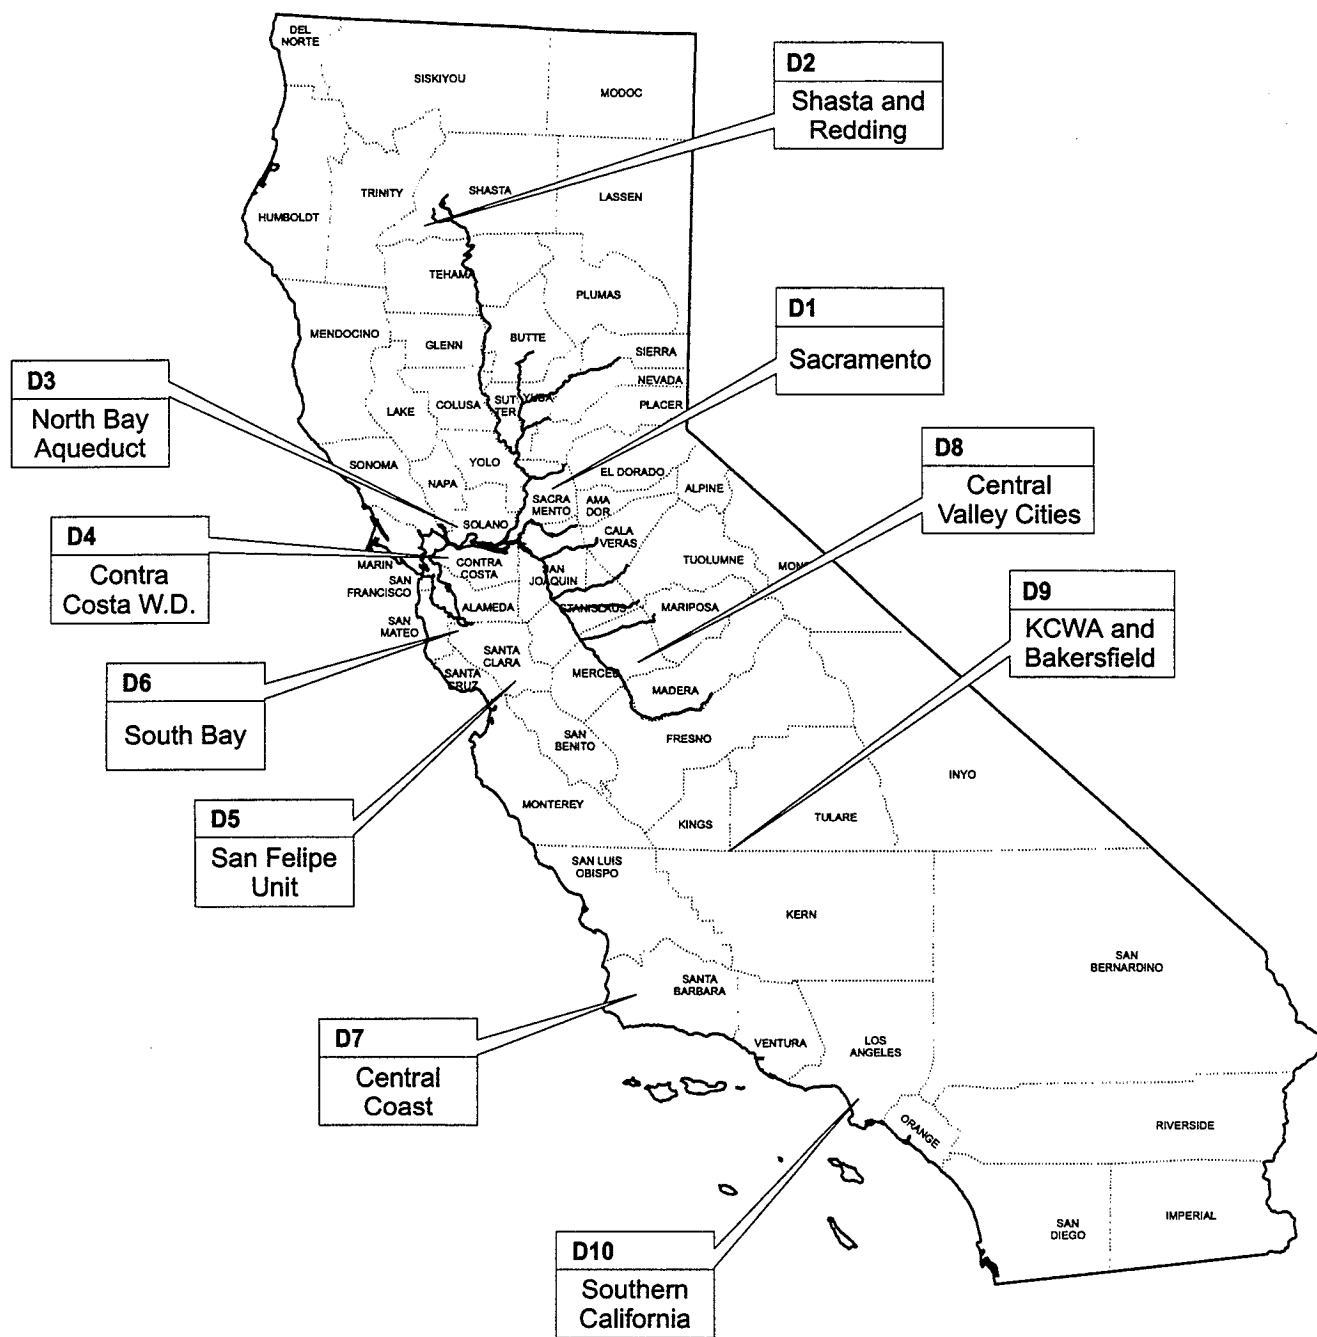 DEL
NORTE
SISKIYOU
MODOC
D2
Shasta and
Redding
TRINITY
SHASTA
LASSEN
HUMBOLDT
TEHAMA
PLUMAS
D1
Sacramento
MENDOCINO
GLENN
BUTTE
SIERRA
NEVADA
D3
North Bay
Aqueduct
LAKE
COLUSA
SUT
TER
YUBA
PLACER
SONOMA
NAPA
YOLO
EL DORADO
D8
Central
Valley Cities
SACRA
MENTO
AMA
DOR
ALPINE
SOLANO
CALA
VERAS
D4
Contra
Costa W.D.
MARIN
CONTRA
COSTA
SAN
JOAQUIN
TUOLUMNE
MONO
SAN
FRANCISCO
ALAMEDA
STANISLAUS
MARIPOSA
D9
KCWA and
Bakersfield
SAN
MATEO
SANTA
CLARA
D6
South Bay
SANTA
CRUZ
MERCED
MADERA
SAN
BENITO
FRESNO
INYO
D5
San Felipe
Unit
MONTEREY
KINGS
TULARE
SAN LUIS
OBISPO
KERN
SAN
BERNARDINO
SANTA
BARBARA
D7
Central
Coast
VENTURA
LOS
ANGELES
ORANGE
RIVERSIDE
D10
Southern
California
SAN
DIEGO
IMPERIAL